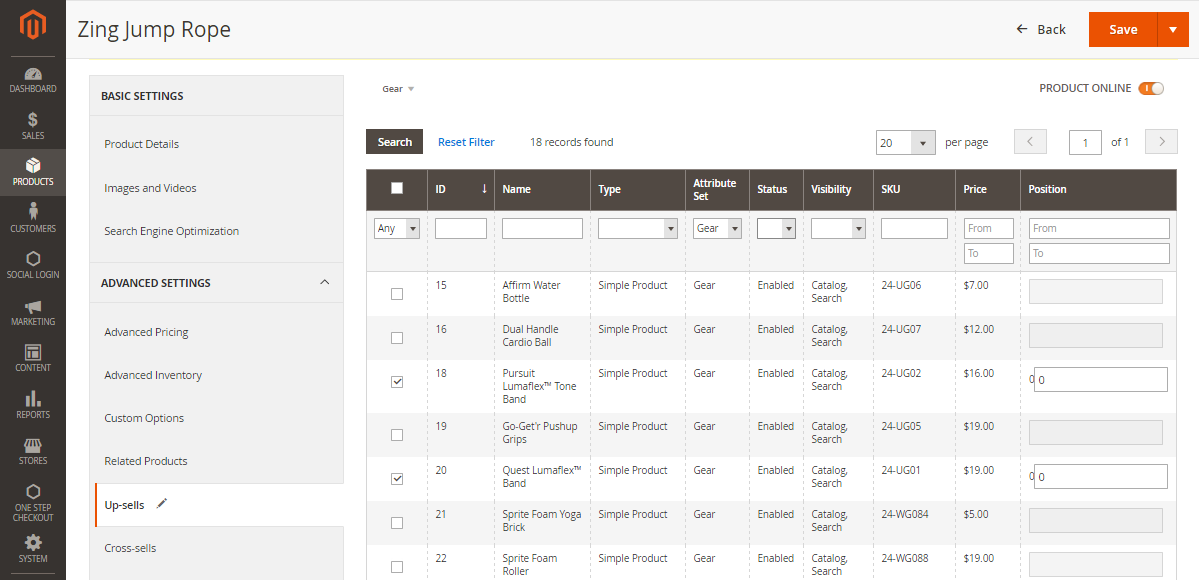 Zing Jump Rope
Back
Save
DASHBOARD
SALES
PRODUCTS
CUSTOMERS
SOCIAL LOGIN
MARKETING
CONTENT
REPORTS
STORES
ONE STEP
CHECKOUT
SYSTEM
BASIC SETTINGS
Product Details
Images and Videos
Search Engine Optimization
ADVANCED SETTINGS
Advanced Pricing
Advanced Inventory
Custom Options
Related Products
Up-sells
Cross-sells
Gear
PRODUCT ONLINE
Search Reset Filter 18 records found 20 per page 1 of 1
ID Name Type Attribute Set Status Visibility SKU Price Position
Any Gear From From
To To
15 Affirm Water Bottle Simple Product Gear Enabled Catalog, Search 24-UG06 $7.00
16 Dual Handle Cardio Ball Simple Product Gear Enabled Catalog, Search 24-UG07 $12.00
18 Pursuit Lumaflex™ Tone Band Simple Product Gear Enabled Catalog, Search 24-UG02 $16.00 0 0
19 Go-Get'r Pushup Grips Simple Product Gear Enabled Catalog, Search 24-UG05 $19.00
20 Quest Lumaflex™ Band Simple Product Gear Enabled Catalog, Search 24-UG01 $19.00 0 0
21 Sprite Foam Yoga Brick Simple Product Gear Enabled Catalog, Search 24-WG084 $5.00
22 Sprite Foam Roller Simple Product Gear Enabled Catalog, Search 24-WG088 $19.00